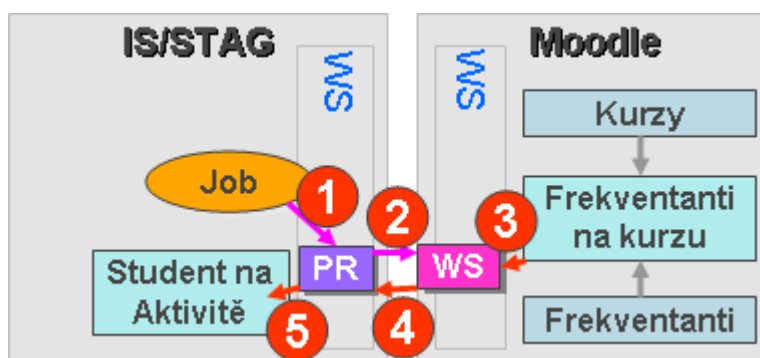 IS/STAG
Moodle
WS
WS
Kurzy
Job
1
2
3
Frekventanti
na kurzu
PR
WS
Student na
Aktivitě
5
4
Frekventanti